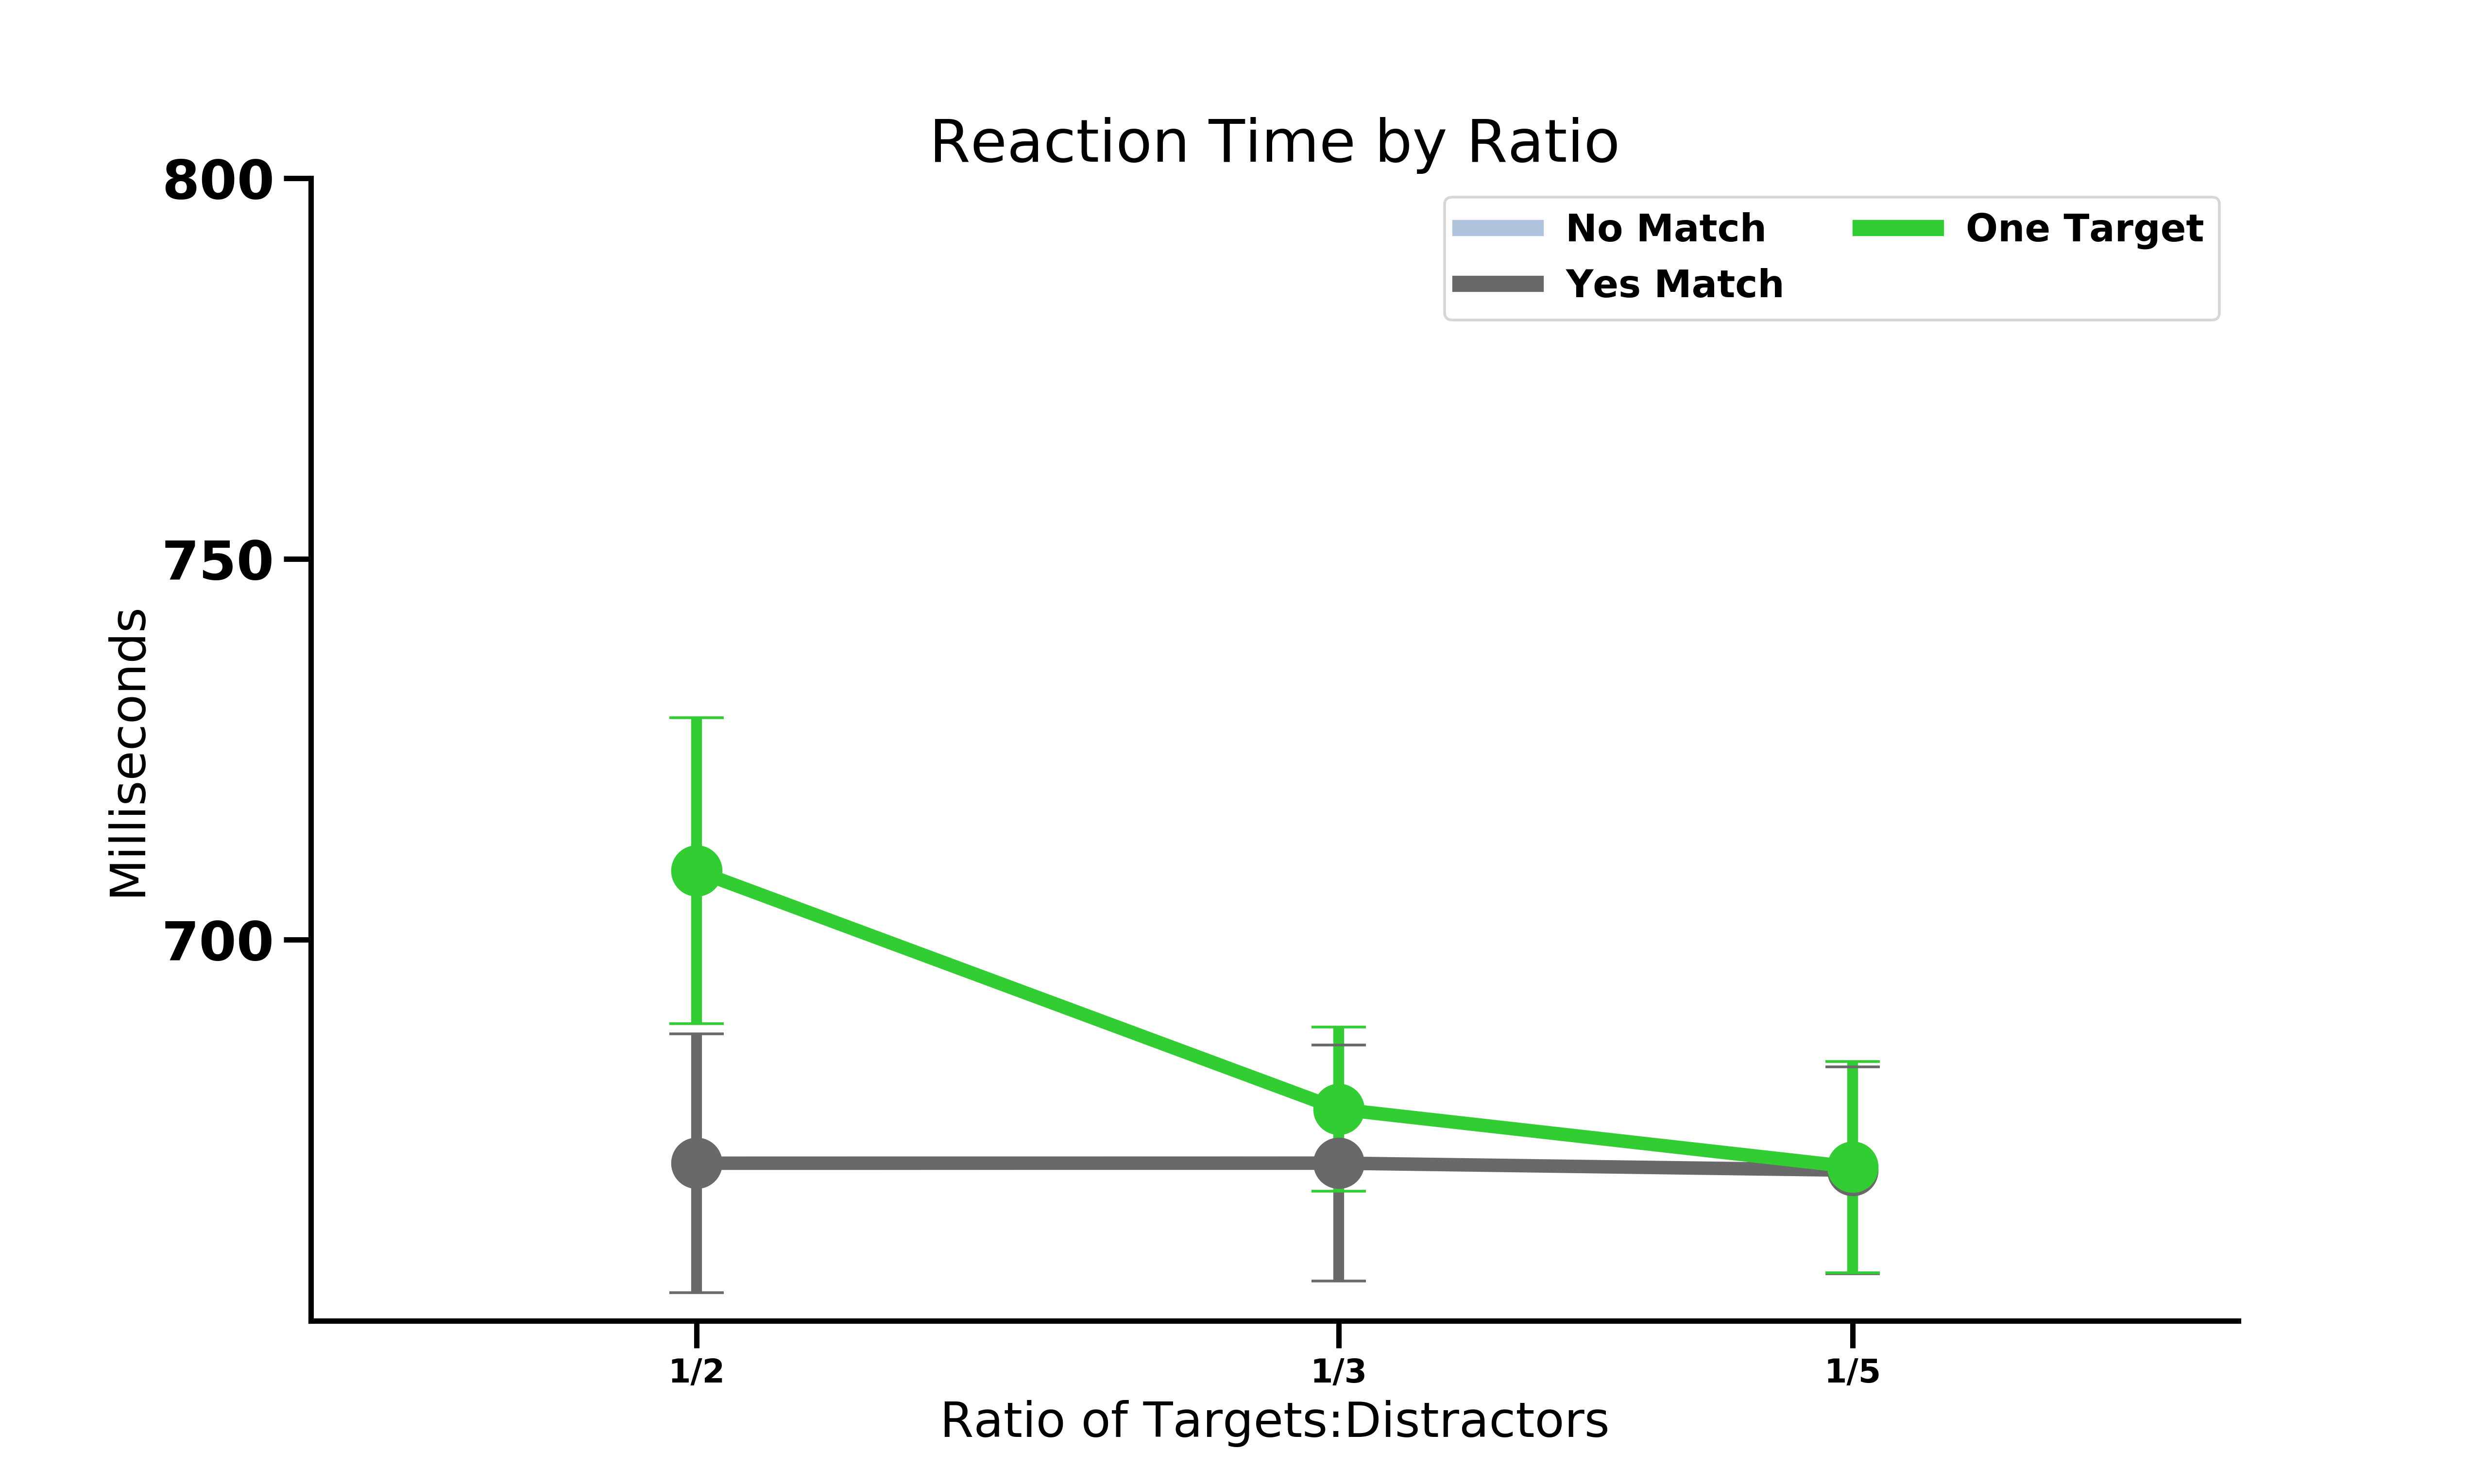 Reaction Time by Ratio
800
No Match
One Target
Yes Match
750
Milliseconds
700
1/2
1/3
1/5
Ratio of Targets:Distractors